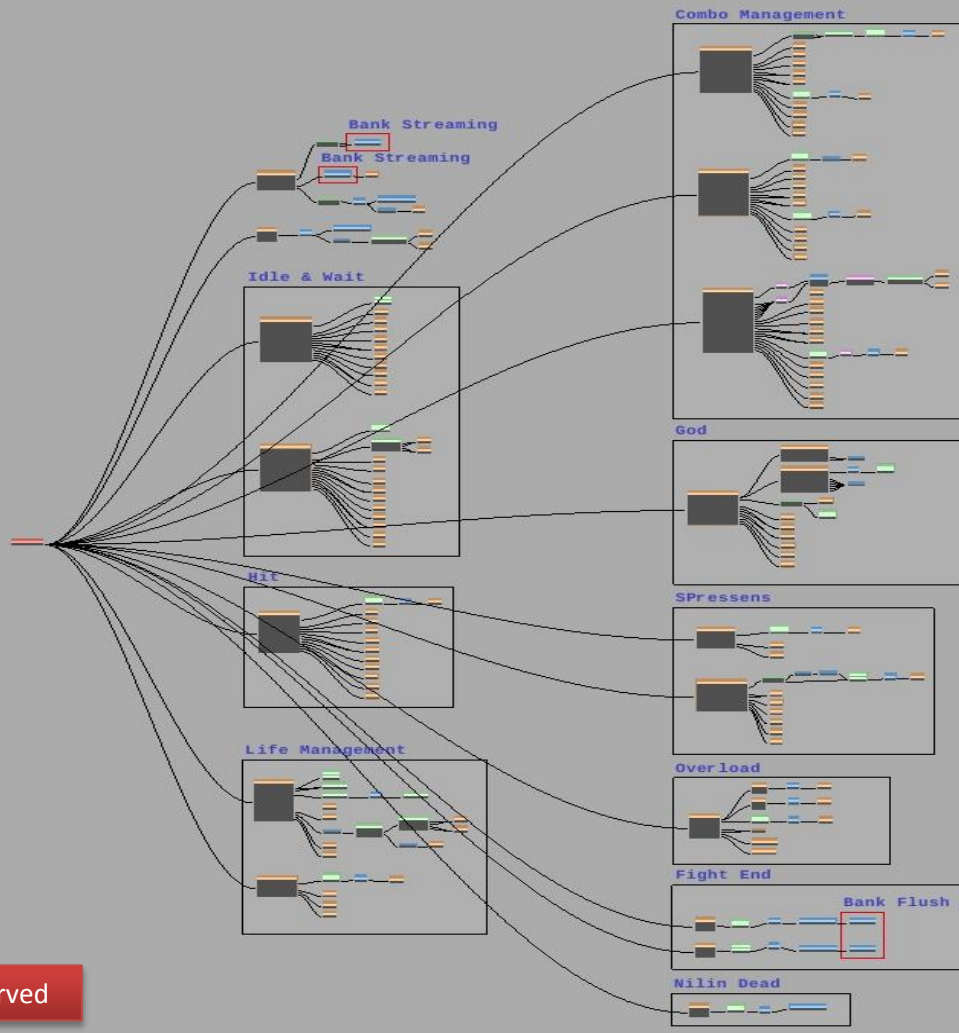 Combo Management
Bank Streaming
Bank Streaming
Idle & Wait
God
Hit
SPressens
Life Management
Overload
Fight End
Bank Flush
Nilin Dead
rved